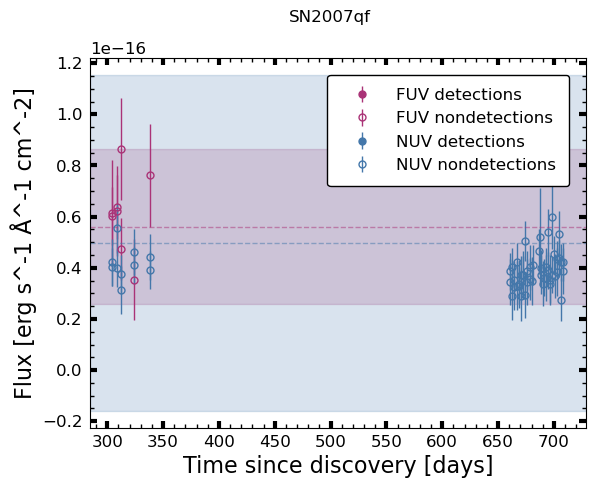 SN2007qf
1e−16
FUV detections
FUV nondetections
NUV detections
NUV nondetections
1.2
1.0
0.8
0.6
0.4
0.2
0.0
−0.2
Flux [erg s^-1 Å^-1 cm^-2]
300 350 400 450 500 550 600 650 700
Time since discovery [days]